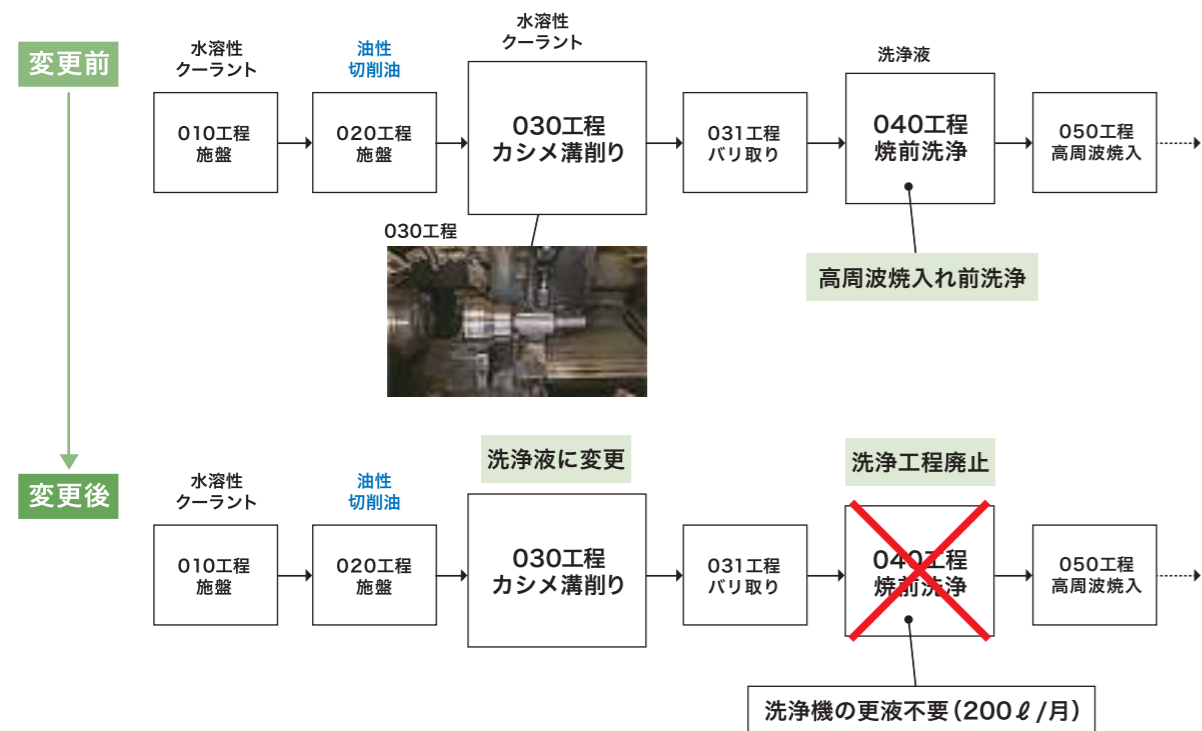 変更前
水溶性
クーラント
油性
切削油
水溶性
クーラント
洗浄液
010工程
施盤
020工程
施盤
030工程
カシメ溝削り
031工程
バリ取り
040工程
焼前洗浄
050工程
高周波焼入
030工程
高周波焼入れ前洗浄
変更後
水溶性
クーラント
油性
切削油
洗浄液に変更
洗浄工程廃止
010工程
施盤
020工程
施盤
030工程
カシメ溝削り
031工程
バリ取り
040工程
焼前洗浄
050工程
高周波焼入
洗浄機の更液不要(200ℓ/月)